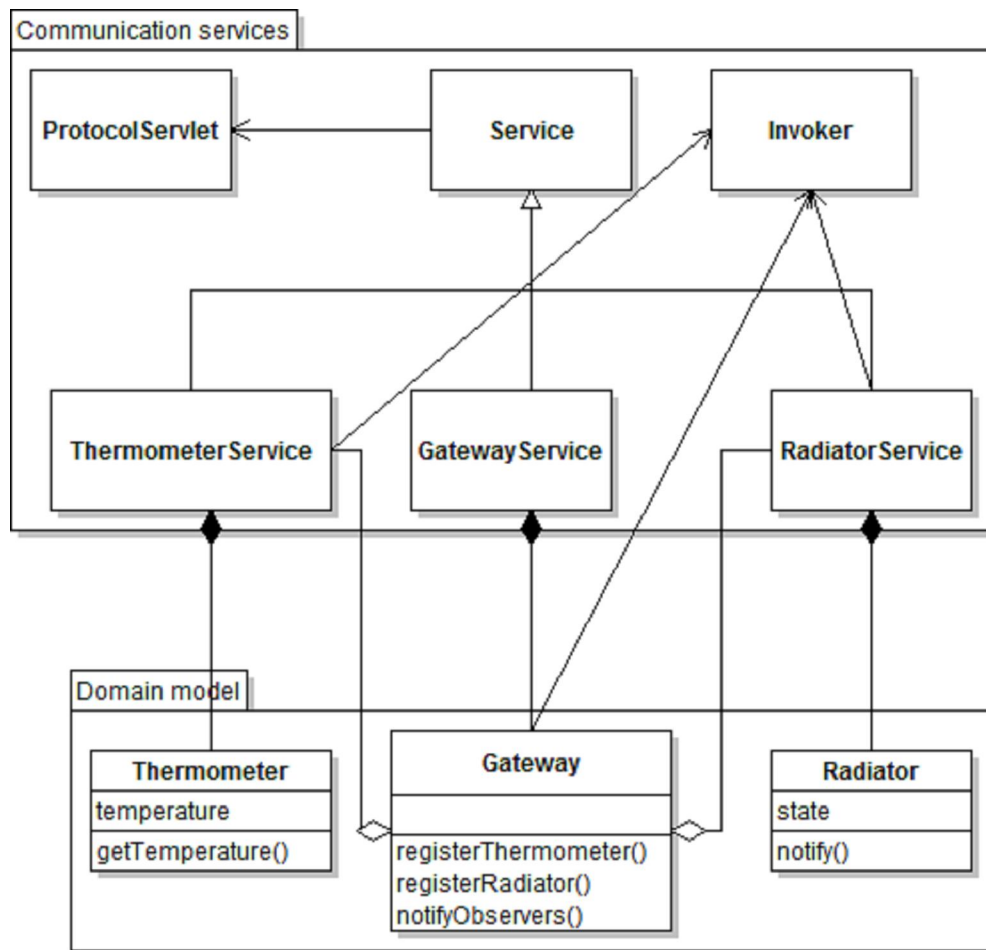 Communication services
ProtocolServlet
Service
Invoker
ThermometerService
GatewayService
RadiatorService
Domain model
Thermometer
temperature
getTemperature()
Gateway
registerThermometer()
registerRadiator()
notifyObservers()
Radiator
state
notify()